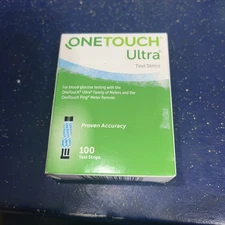 ONETOUCH
Ultra®
Test Strips
For blood glucose testing with the
OneTouch® Ultra® Family of Meters and the
OneTouch® Ping® Meter Remote.
Proven Accuracy
100
Test Strips